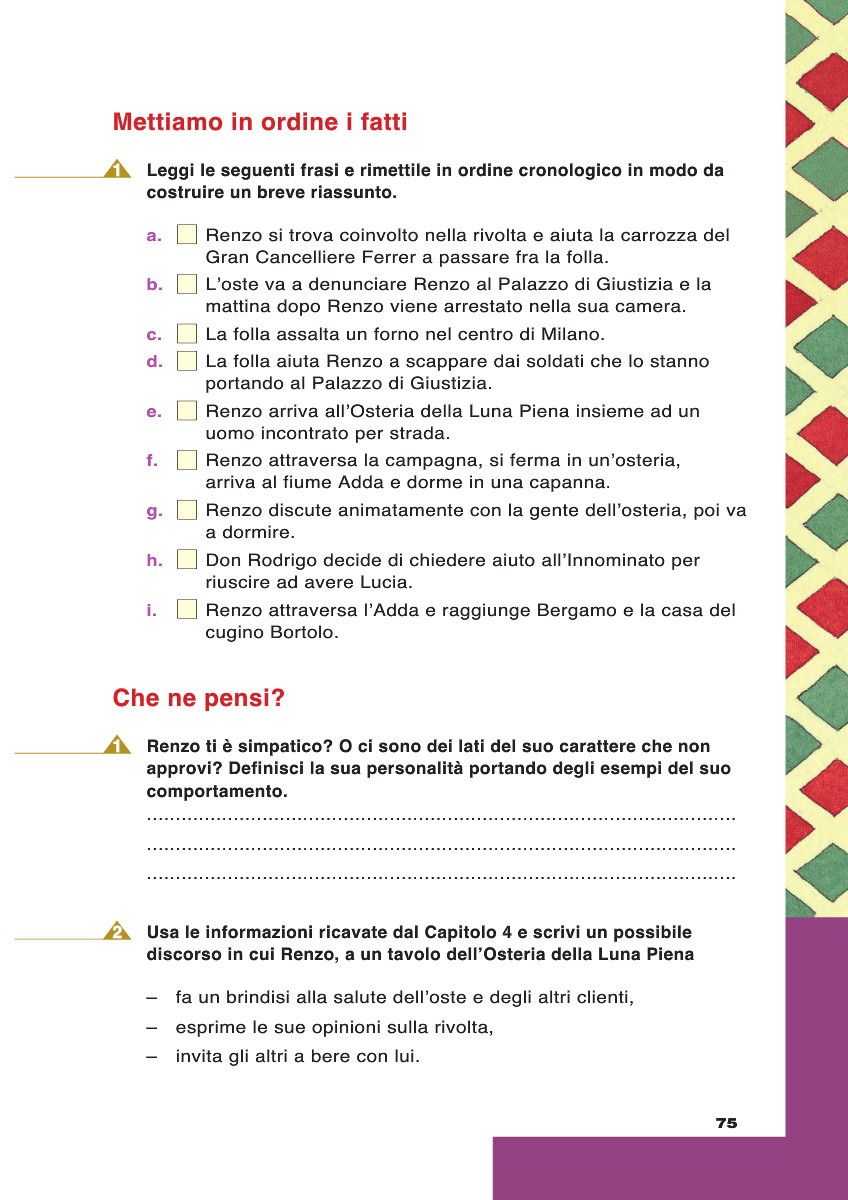 Mettiamo in ordine i fatti
1 Leggi le seguenti frasi e rimettile in ordine cronologico in modo da
costruire un breve riassunto.
a. Renzo si trova coinvolto nella rivolta e aiuta la carrozza del
Gran Cancelliere Ferrer a passare fra la folla.
b. L'oste va a denunciare Renzo al Palazzo di Giustizia e la
mattina dopo Renzo viene arrestato nella sua camera.
c. La folla assalta un forno nel centro di Milano.
d. La folla aiuta Renzo a scappare dai soldati che lo stanno
portando al Palazzo di Giustizia.
e. Renzo arriva all'Osteria della Luna Piena insieme ad un
uomo incontrato per strada.
f. Renzo attraversa la campagna, si ferma in un'osteria,
arriva al fiume Adda e dorme in una capanna.
g. Renzo discute animatamente con la gente dell'osteria, poi va
a dormire.
h. Don Rodrigo decide di chiedere aiuto all'Innominato per
riuscire ad avere Lucia.
i. Renzo attraversa l'Adda e raggiunge Bergamo e la casa del
cugino Bortolo.
Che ne pensi?
1 Renzo ti è simpatico? O ci sono dei lati del suo carattere che non
approvi? Definisci la sua personalità portando degli esempi del suo
comportamento.
2 Usa le informazioni ricavate dal Capitolo 4 e scrivi un possibile
discorso in cui Renzo, a un tavolo dell'Osteria della Luna Piena
– fa un brindisi alla salute dell'oste e degli altri clienti,
– esprime le sue opinioni sulla rivolta,
– invita gli altri a bere con lui.
75